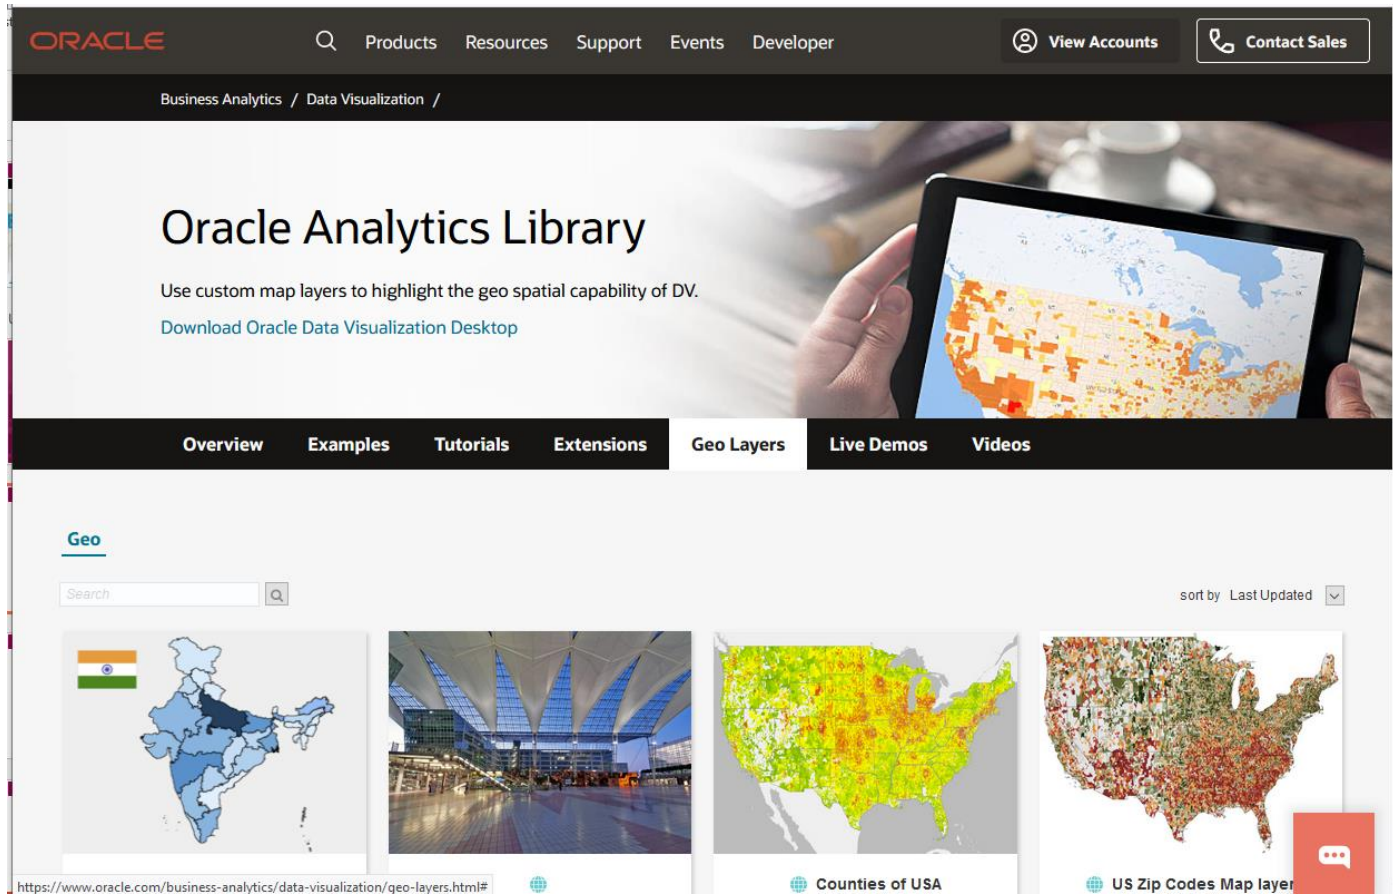 ORACLE
Products Resources Support Events Developer
View Accounts
Contact Sales
Business Analytics / Data Visualization /
Oracle Analytics Library
Use custom map layers to highlight the geo spatial capability of DV.
Download Oracle Data Visualization Desktop
Overview Examples Tutorials Extensions Geo Layers Live Demos Videos
Geo
Search
sort by Last Updated
Counties of USA
US Zip Codes Map layer
https://www.oracle.com/business-analytics/data-visualization/geo-layers.html#